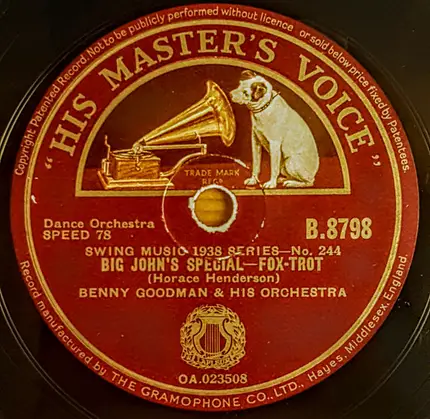 Copyright Patented Record. Not to be publicly performed without licence or sold below price fixed by Patentees.
"HIS MASTER'S VOICE"
TRADE MARK
REGD
Dance Orchestra
SPEED 78
B.8798
SWING MUSIC 1938 SERIES—No. 244
BIG JOHN'S SPECIAL—FOX-TROT
(Horace Henderson)
BENNY GOODMAN & HIS ORCHESTRA
OA.023508
Record manufactured by THE GRAMOPHONE CO., LTD., Hayes, Middlesex, England.